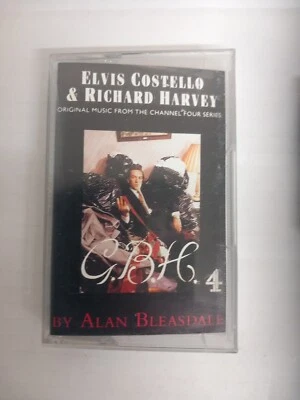 ELVIS COSTELLO
& RICHARD HARVEY
ORIGINAL MUSIC FROM THE CHANNEL FOUR SERIES
G.B.H.
4
BY ALAN BLEASDALE